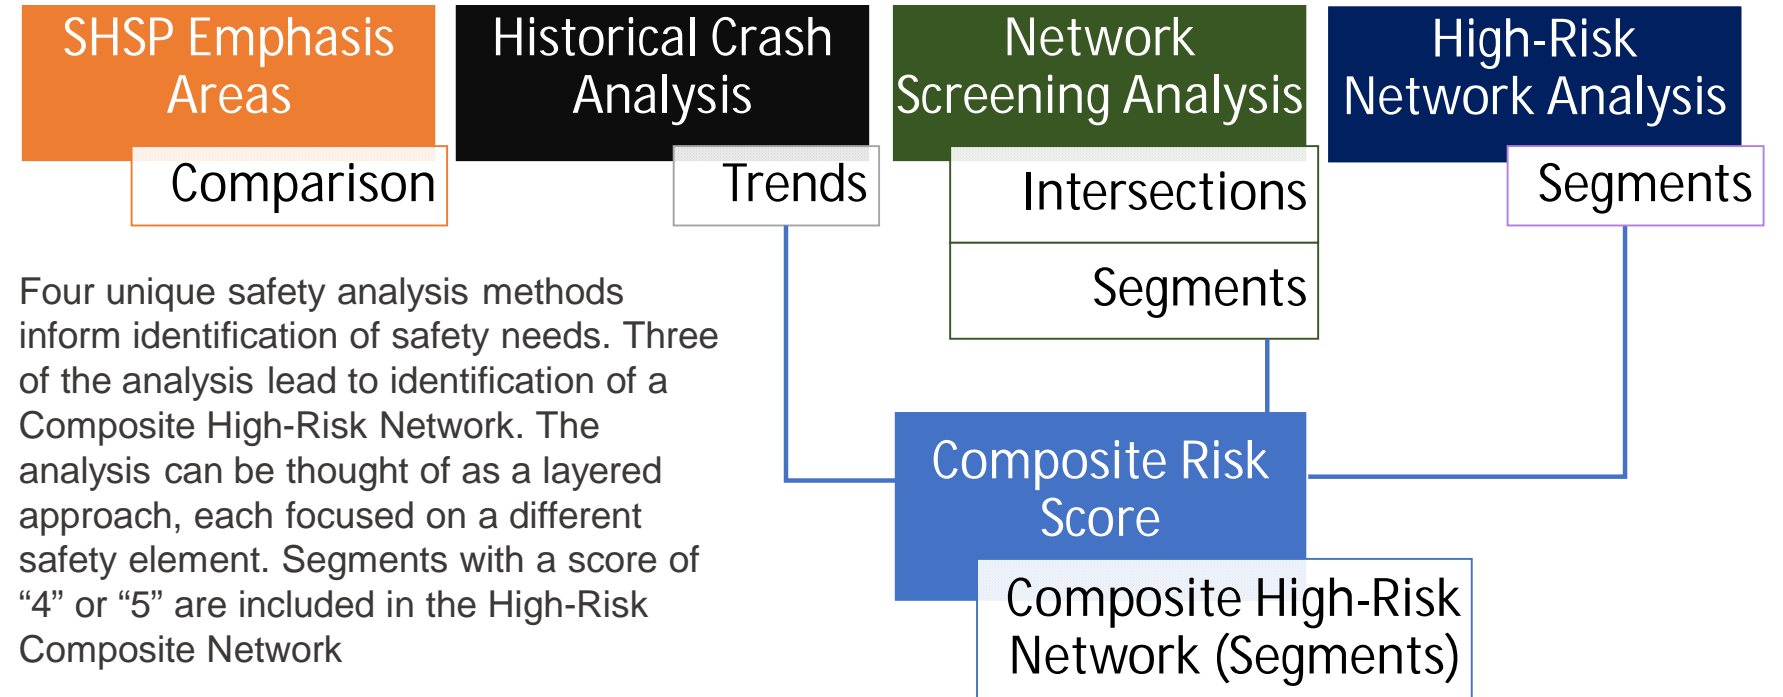 SHSP Emphasis
Areas
Comparison
Historical Crash
Analysis
Trends
Network
Screening Analysis
Intersections
Segments
High-Risk
Network Analysis
Segments
Four unique safety analysis methods
inform identification of safety needs. Three
of the analysis lead to identification of a
Composite High-Risk Network. The
analysis can be thought of as a layered
approach, each focused on a different
safety element. Segments with a score of
“4” or “5” are included in the High-Risk
Composite Network
Composite Risk
Score
Composite High-Risk
Network (Segments)